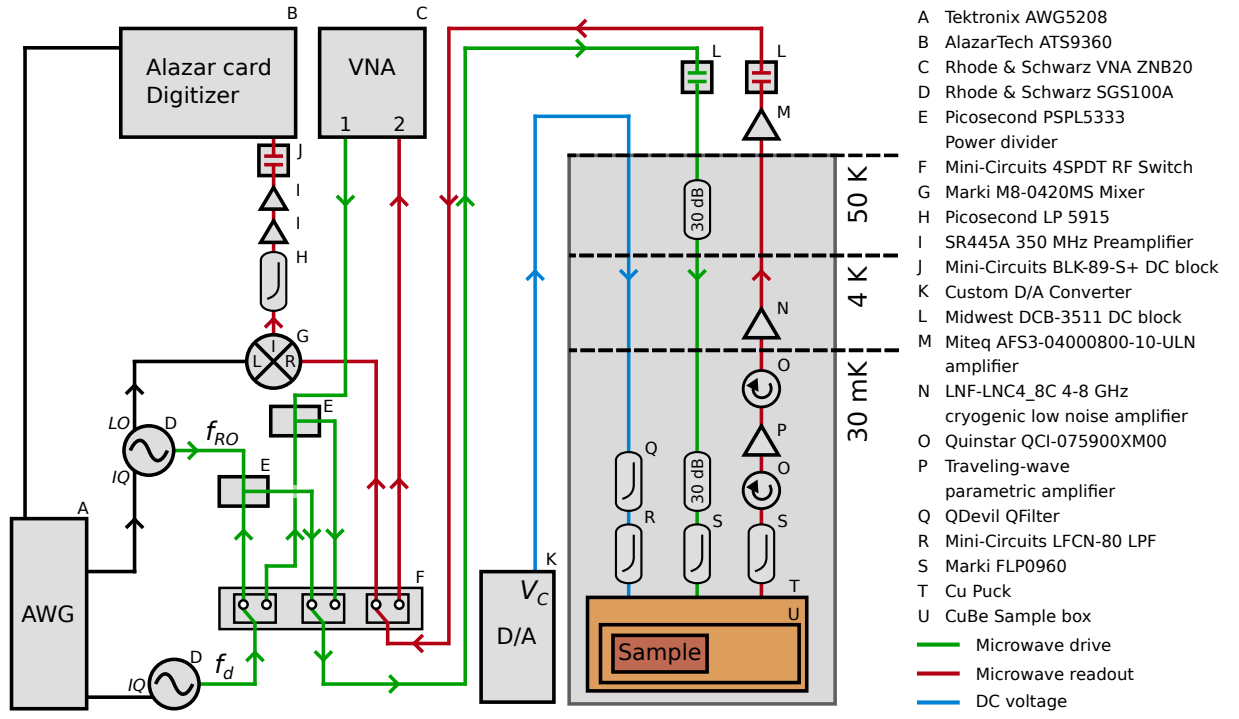 B
C
Alazar card
Digitizer
VNA
1
2
J
I
I
H
G
I
L
R
LO
D
f_RO
IQ
E
E
A
AWG
D
f_d
IQ
F
K
V_C
D/A
L
L
M
50 K
30 dB
4 K
N
30 mK
O
P
Q
30 dB
O
R
S
S
T
U
Sample
A Tektronix AWG5208
B AlazarTech ATS9360
C Rhode & Schwarz VNA ZNB20
D Rhode & Schwarz SGS100A
E Picosecond PSPL5333
Power divider
F Mini-Circuits 4SPDT RF Switch
G Marki M8-0420MS Mixer
H Picosecond LP 5915
I SR445A 350 MHz Preamplifier
J Mini-Circuits BLK-89-S+ DC block
K Custom D/A Converter
L Midwest DCB-3511 DC block
M Miteq AFS3-04000800-10-ULN
amplifier
N LNF-LNC4_8C 4-8 GHz
cryogenic low noise amplifier
O Quinstar QCI-075900XM00
P Traveling-wave
parametric amplifier
Q QDevil QFilter
R Mini-Circuits LFCN-80 LPF
S Marki FLP0960
T Cu Puck
U CuBe Sample box
Microwave drive
Microwave readout
DC voltage